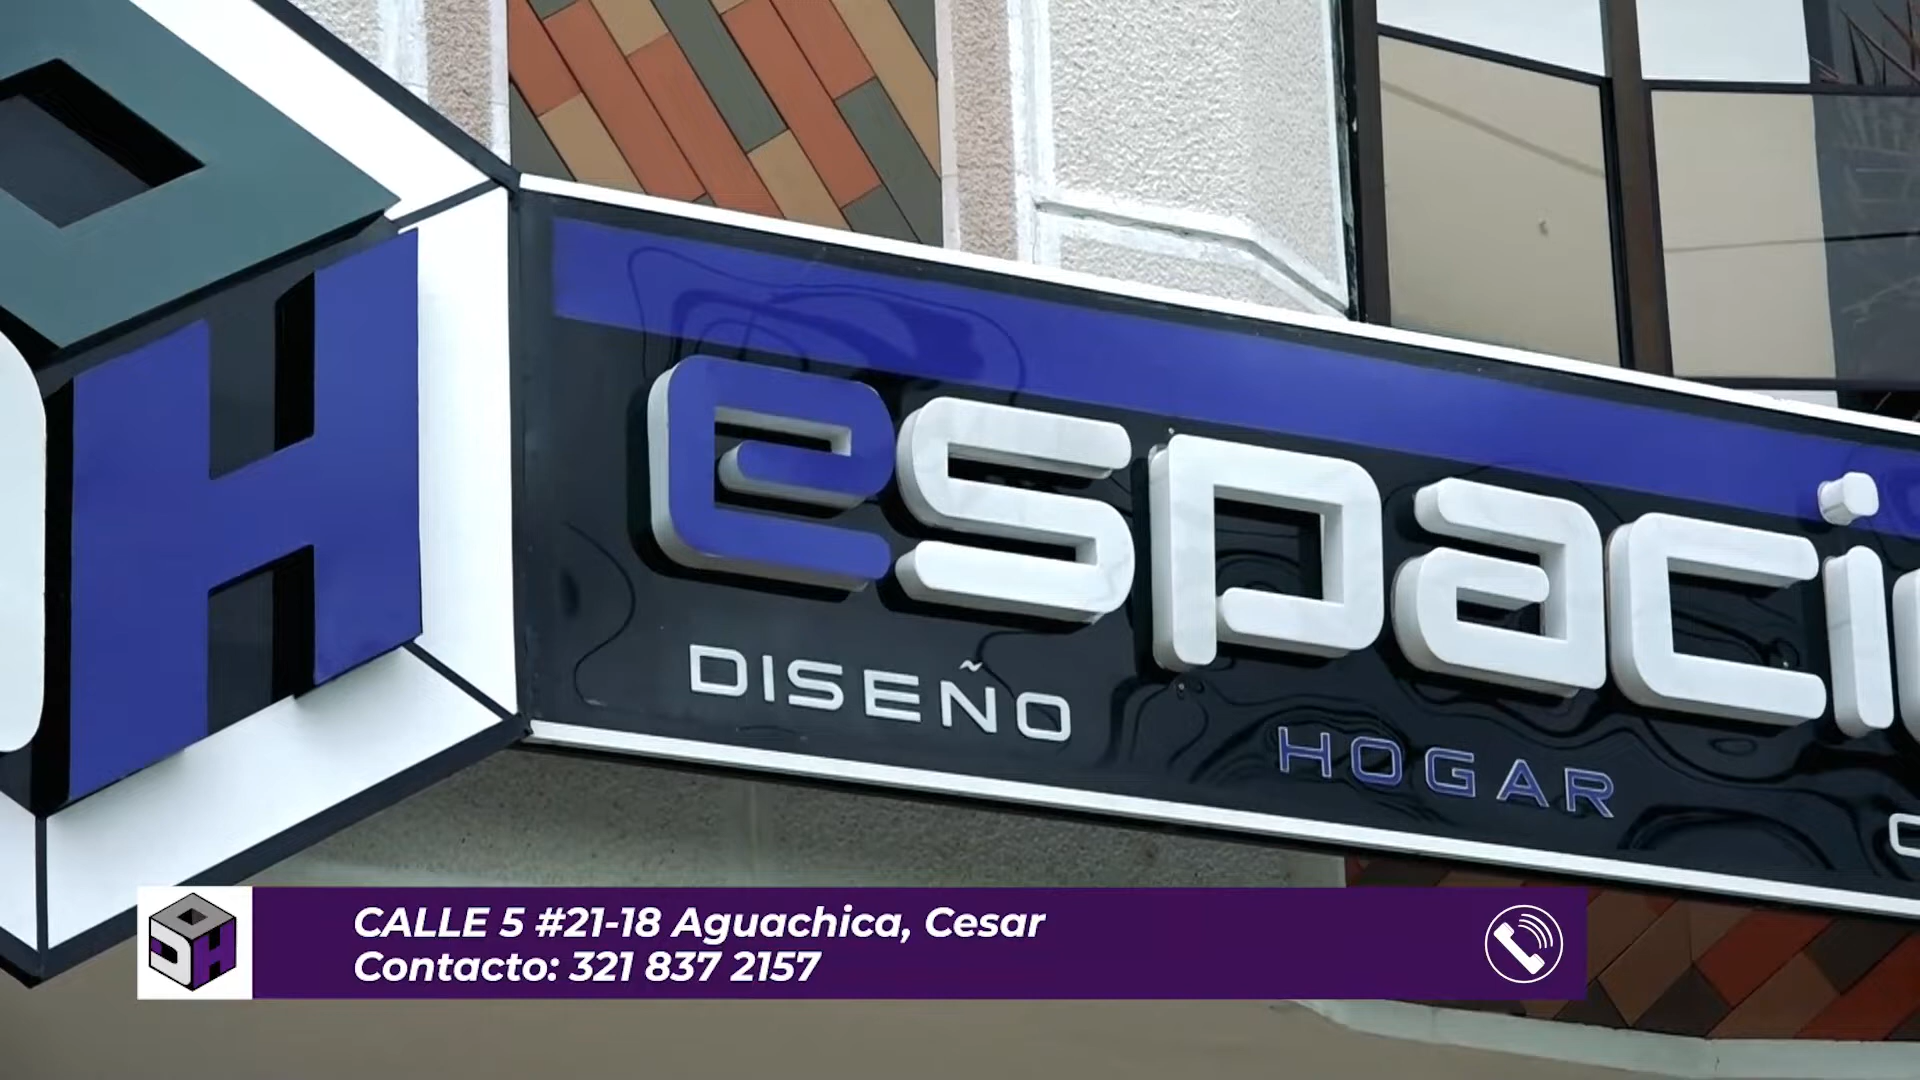 H
espaci
DISEÑO
HOGAR
CALLE 5 #21-18 Aguachica, Cesar
Contacto: 321 837 2157